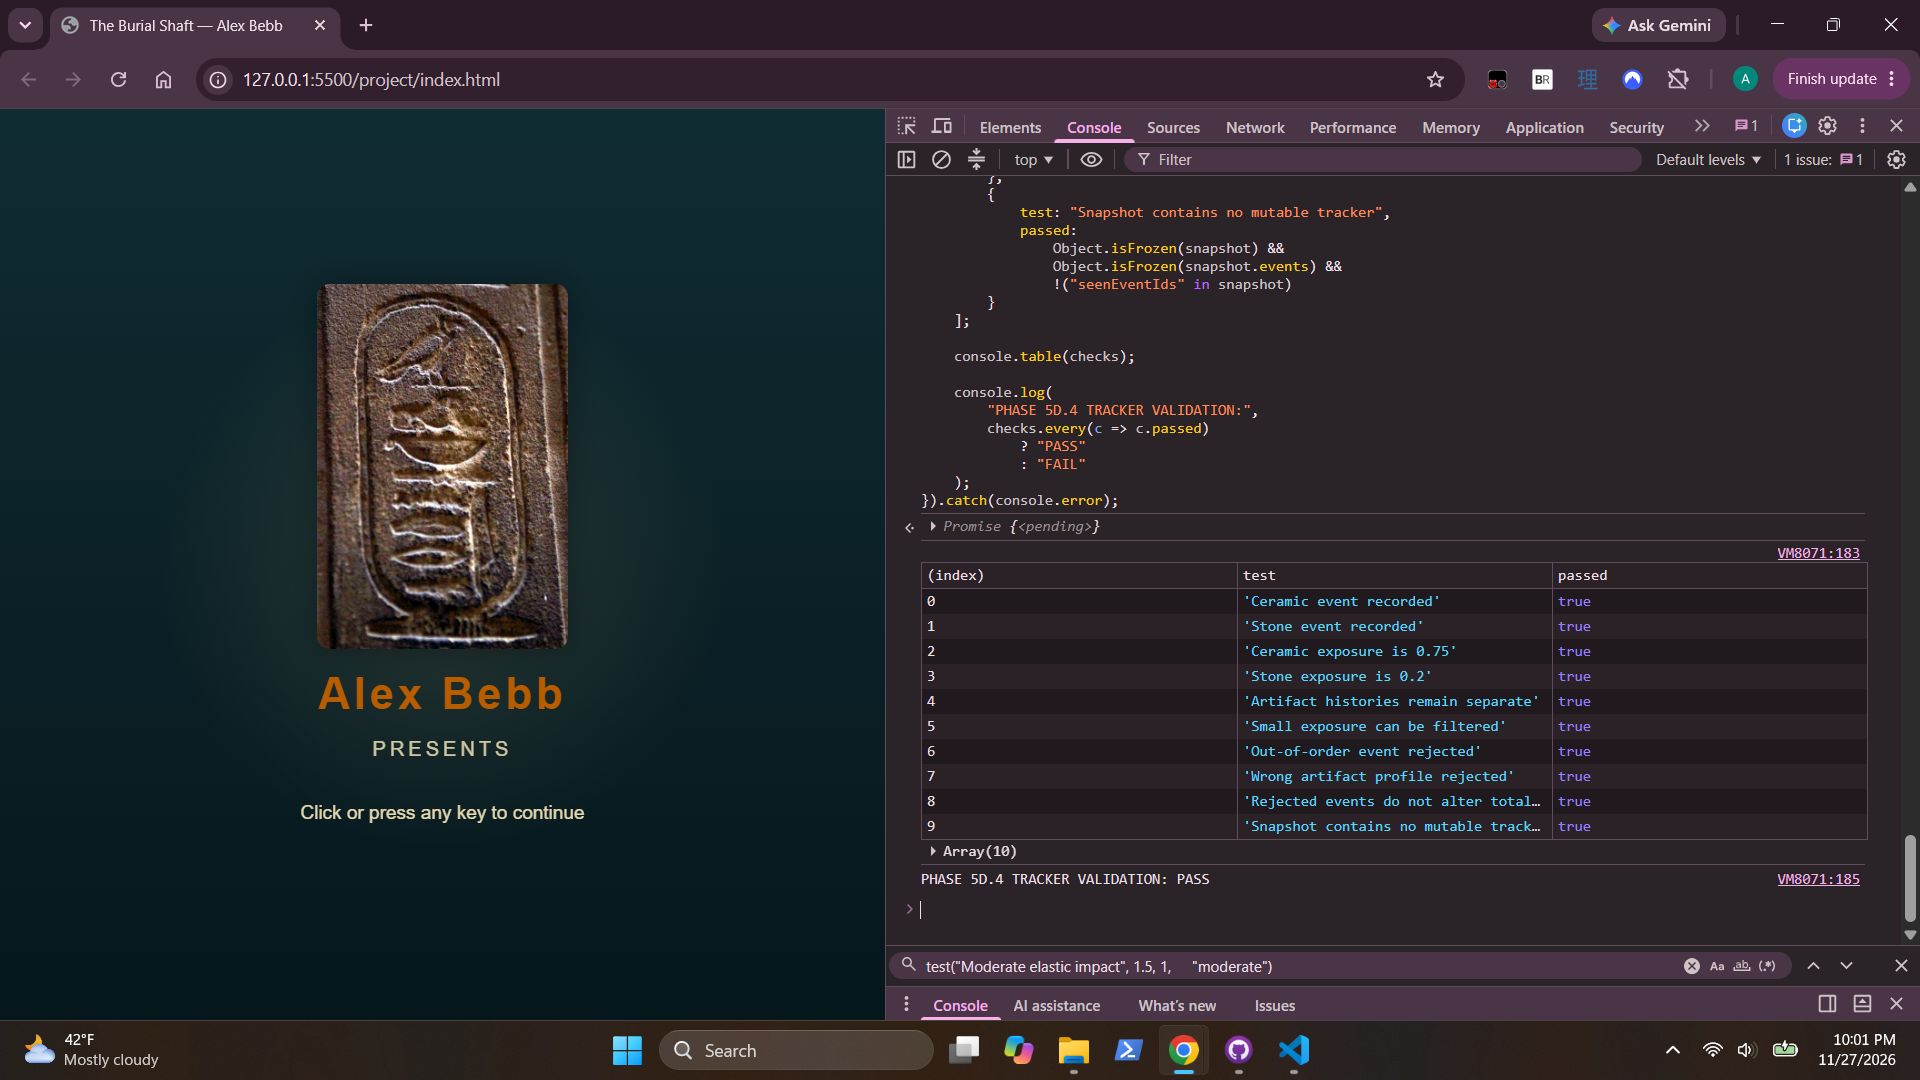 The Burial Shaft — Alex Bebb
Ask Gemini
127.0.0.1:5500/project/index.html
BR
理
A
Finish update
Elements
Console
Sources
Network
Performance
Memory
Application
Security
1
top
Filter
Default levels
1 issue:
1
},
{
test: "Snapshot contains no mutable tracker",
passed:
Object.isFrozen(snapshot) &&
Object.isFrozen(snapshot.events) &&
!("seenEventIds" in snapshot)
}
];
console.table(checks);
console.log(
"PHASE 5D.4 TRACKER VALIDATION:",
checks.every(c => c.passed)
? "PASS"
: "FAIL"
);
}).catch(console.error);
Promise {<pending>}
VM8071:183
(index) test passed
0 'Ceramic event recorded' true
1 'Stone event recorded' true
2 'Ceramic exposure is 0.75' true
3 'Stone exposure is 0.2' true
4 'Artifact histories remain separate' true
5 'Small exposure can be filtered' true
6 'Out-of-order event rejected' true
7 'Wrong artifact profile rejected' true
8 'Rejected events do not alter total… true
9 'Snapshot contains no mutable track… true
Array(10)
PHASE 5D.4 TRACKER VALIDATION: PASS VM8071:185
test("Moderate elastic impact", 1.5, 1, "moderate")
Aa
ab
(.*)
Console
AI assistance
What's new
Issues
Alex Bebb
PRESENTS
Click or press any key to continue
42°F
Mostly cloudy
Search
10:01 PM
11/27/2026